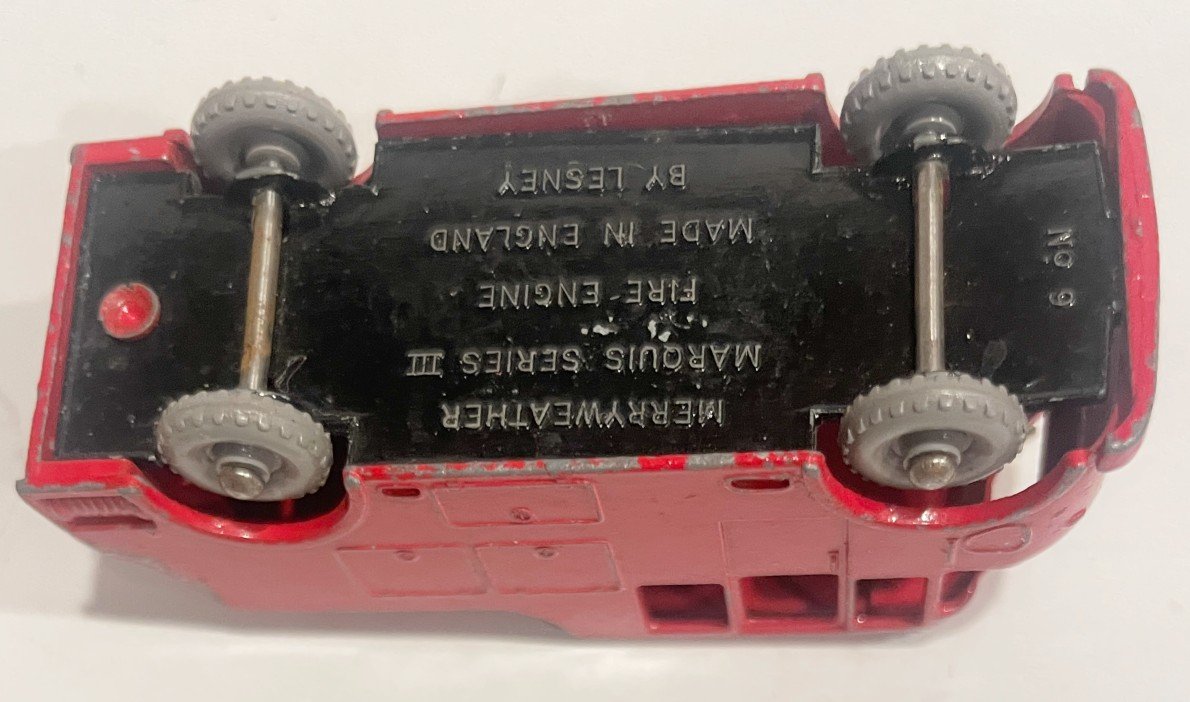 MERRYWEATHER
MARQUIS SERIES III
FIRE ENGINE
MADE IN ENGLAND
BY LESNEY
No 9